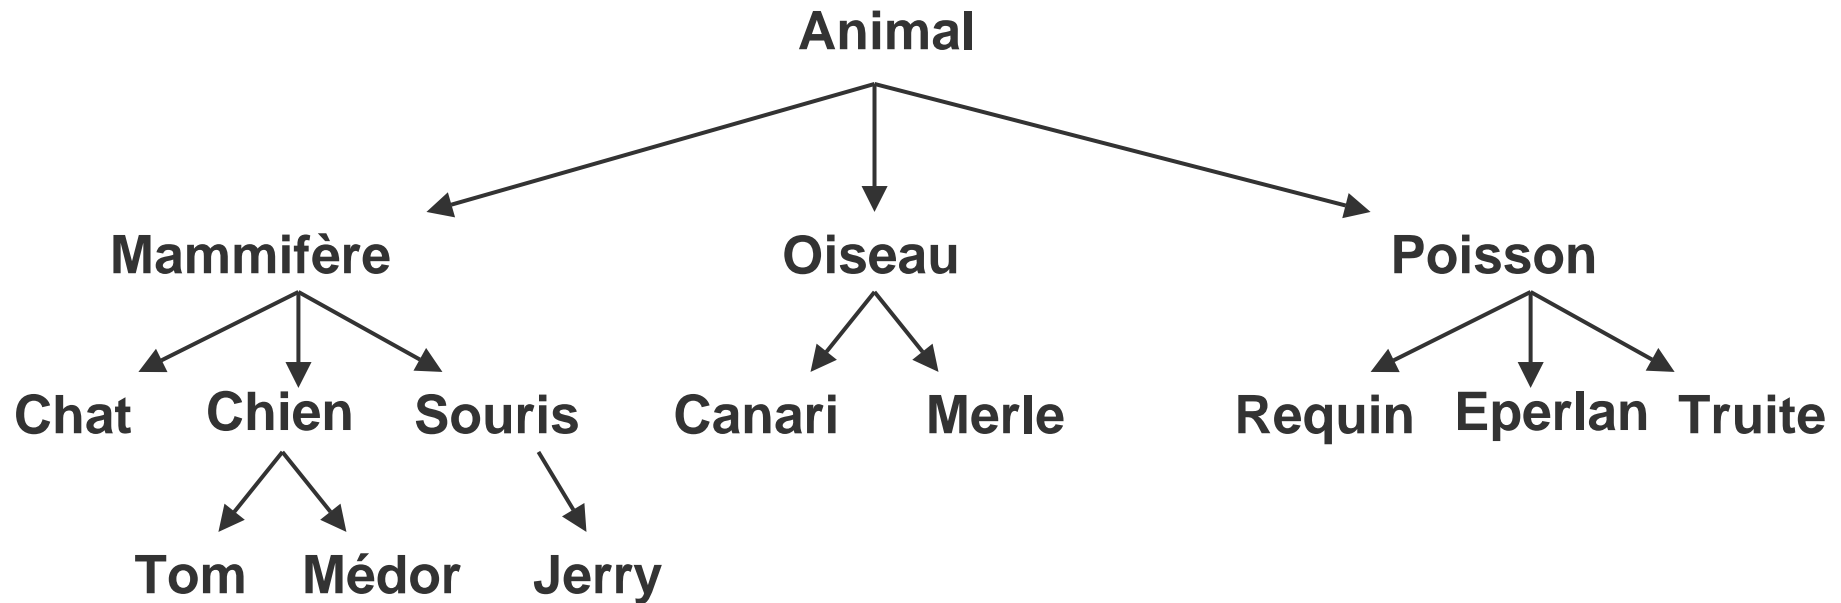 Animal
Mammifère Oiseau Poisson
Chat Chien Souris Canari Merle Requin Eperlan Truite
Tom Médor Jerry